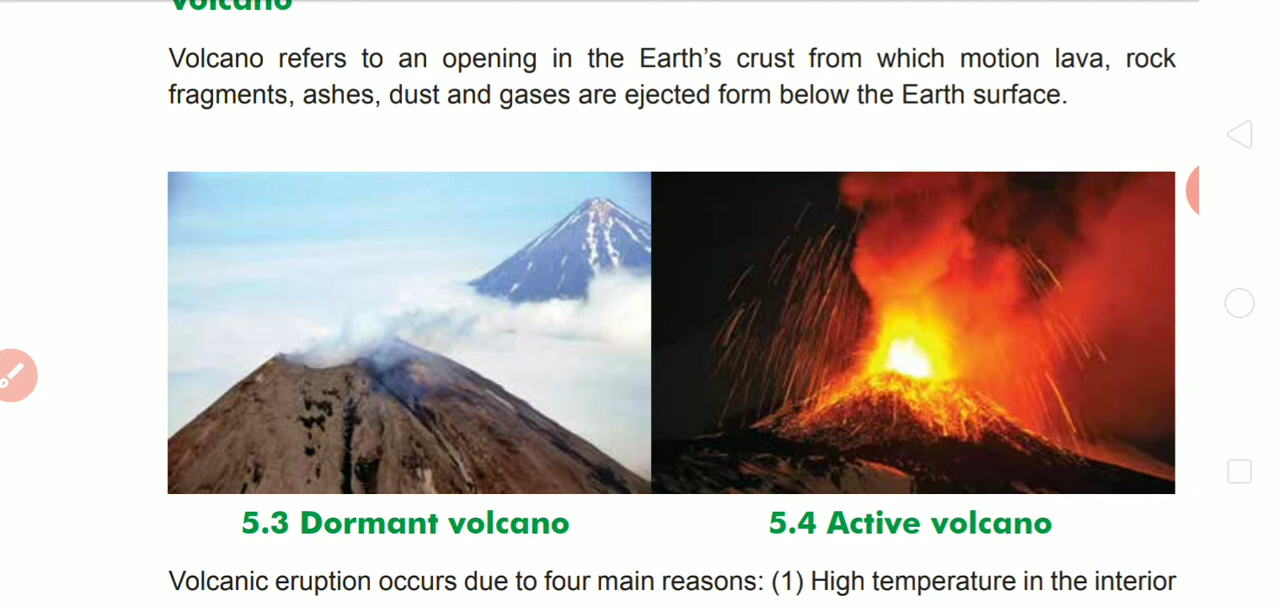 volcano
Volcano refers to an opening in the Earth’s crust from which motion lava, rock
fragments, ashes, dust and gases are ejected form below the Earth surface.
5.3 Dormant volcano
5.4 Active volcano
Volcanic eruption occurs due to four main reasons: (1) High temperature in the interior